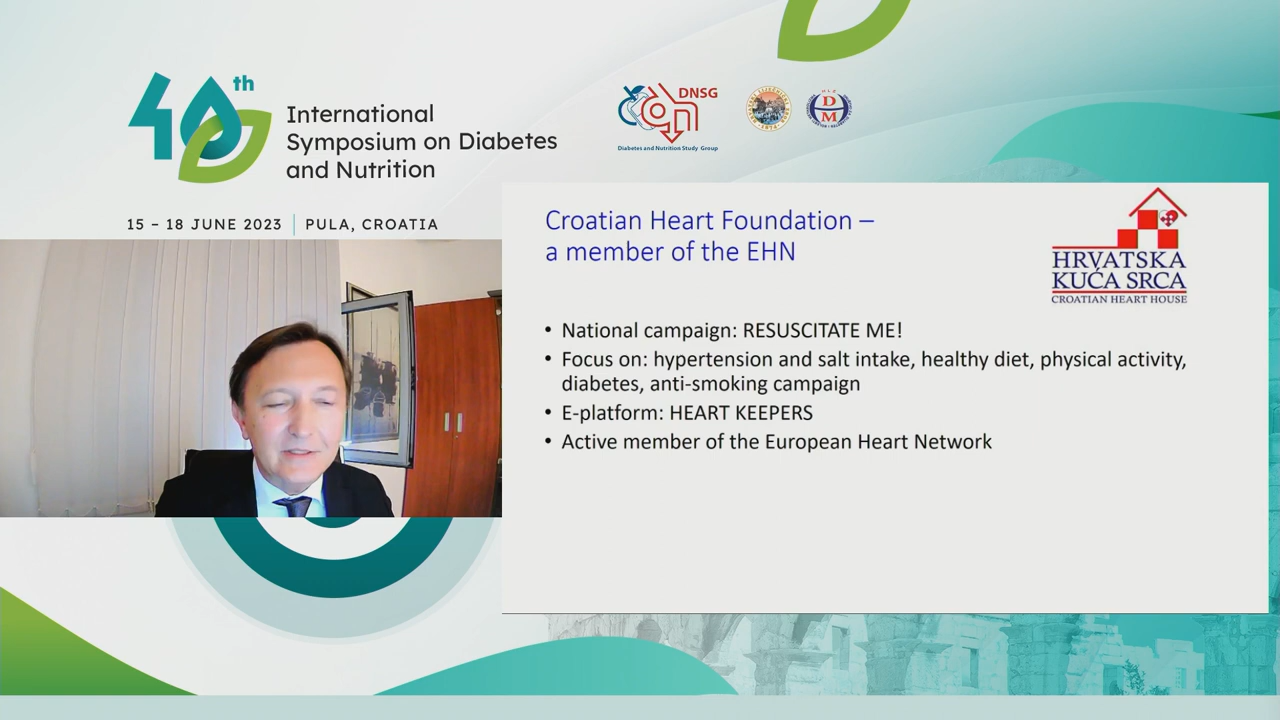 40th
International
Symposium on Diabetes
and Nutrition
15 – 18 JUNE 2023 | PULA, CROATIA
DNSG
Diabetes and Nutrition Study Group
DM
Croatian Heart Foundation –
a member of the EHN
HRVATSKA
KUĆA SRCA
CROATIAN HEART HOUSE
• National campaign: RESUSCITATE ME!
• Focus on: hypertension and salt intake, healthy diet, physical activity,
diabetes, anti-smoking campaign
• E-platform: HEART KEEPERS
• Active member of the European Heart Network